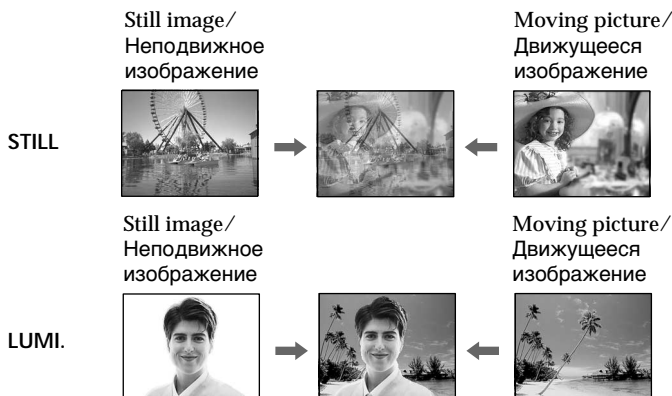 Still image/
Неподвижное
изображение
Moving picture/
Движущееся
изображение
STILL
Still image/
Неподвижное
изображение
Moving picture/
Движущееся
изображение
LUMI.